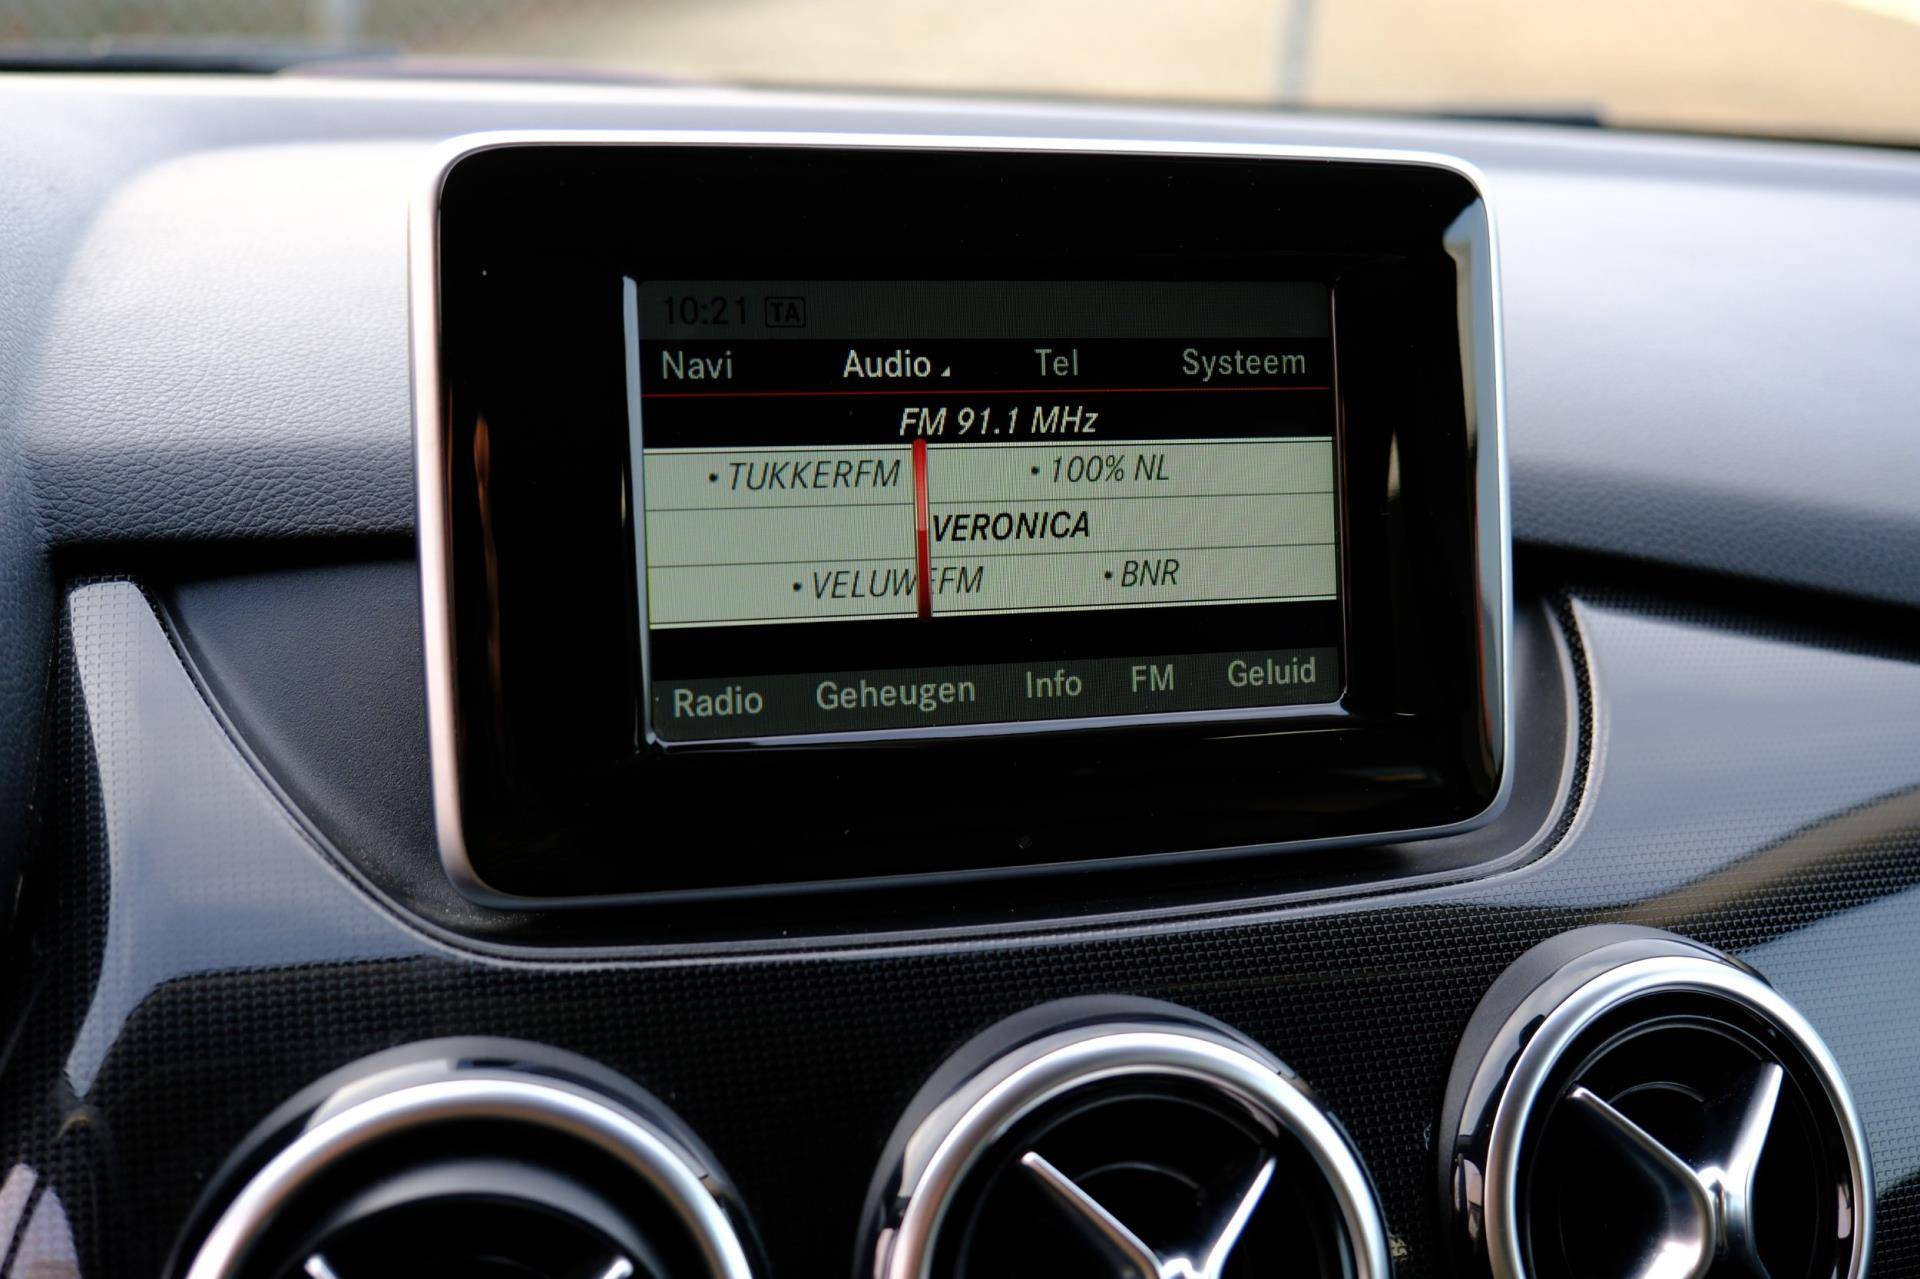 10:21 TA
Navi Audio Tel Systeem
FM 91.1 MHz
• TUKKERFM • 100% NL
VERONICA
• VELUWEFM • BNR
Radio Geheugen Info FM Geluid